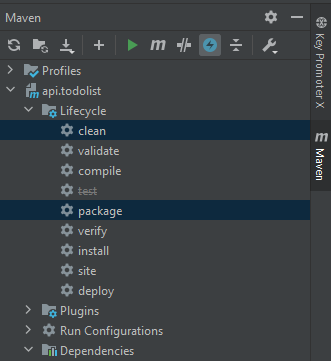 Maven
Profiles
api.todolist
Lifecycle
clean
validate
compile
test
package
verify
install
site
deploy
Plugins
Run Configurations
Dependencies
Key Promoter X
m Maven